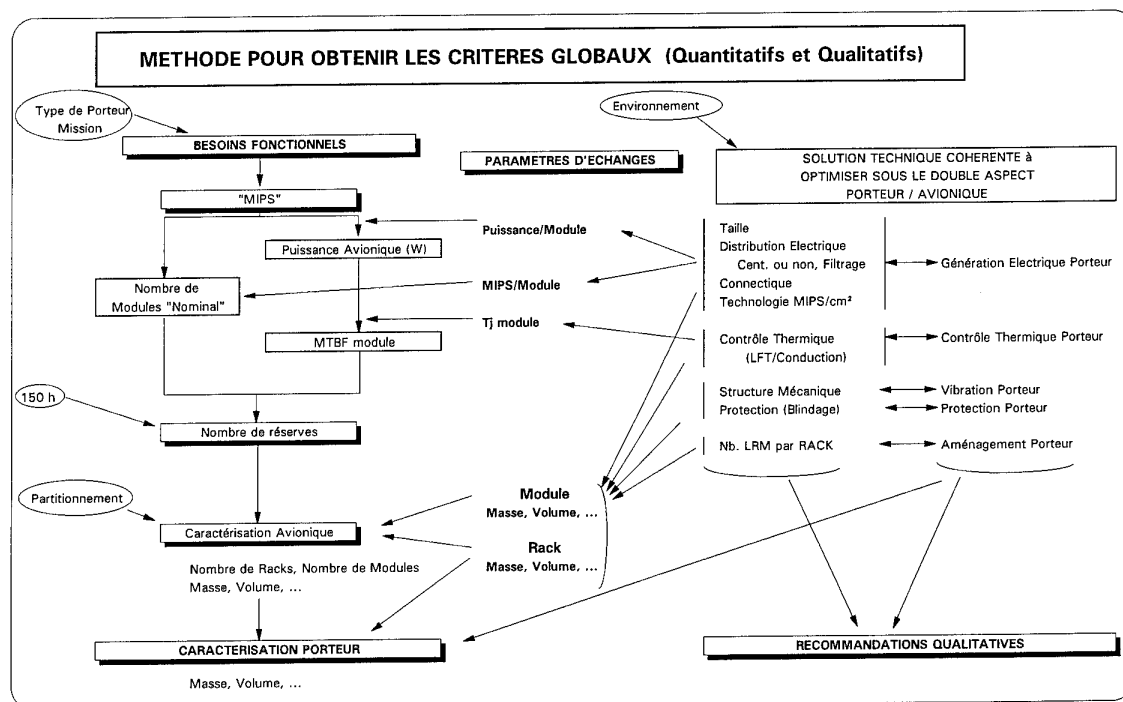 METHODE POUR OBTENIR LES CRITERES GLOBAUX (Quantitatifs et Qualitatifs)
Type de Porteur
Mission
BESOINS FONCTIONNELS
"MIPS"
Puissance Avionique (W)
Nombre de
Modules "Nominal"
MTBF module
150 h
Nombre de réserves
Partitionnement
Caractérisation Avionique
Nombre de Racks, Nombre de Modules
Masse, Volume, ...
CARACTERISATION PORTEUR
Masse, Volume, ...
PARAMETRES D'ECHANGES
Puissance/Module
MIPS/Module
Tj module
Module
Masse, Volume, ...
Rack
Masse, Volume, ...
Environnement
SOLUTION TECHNIQUE COHERENTE à
OPTIMISER SOUS LE DOUBLE ASPECT
PORTEUR / AVIONIQUE
Taille
Distribution Electrique
Cent. ou non, Filtrage
Connectique
Technologie MIPS/cm²
Génération Electrique Porteur
Contrôle Thermique
(LFT/Conduction)
Contrôle Thermique Porteur
Structure Mécanique
Protection (Blindage)
Vibration Porteur
Protection Porteur
Nb. LRM par RACK
Aménagement Porteur
RECOMMANDATIONS QUALITATIVES